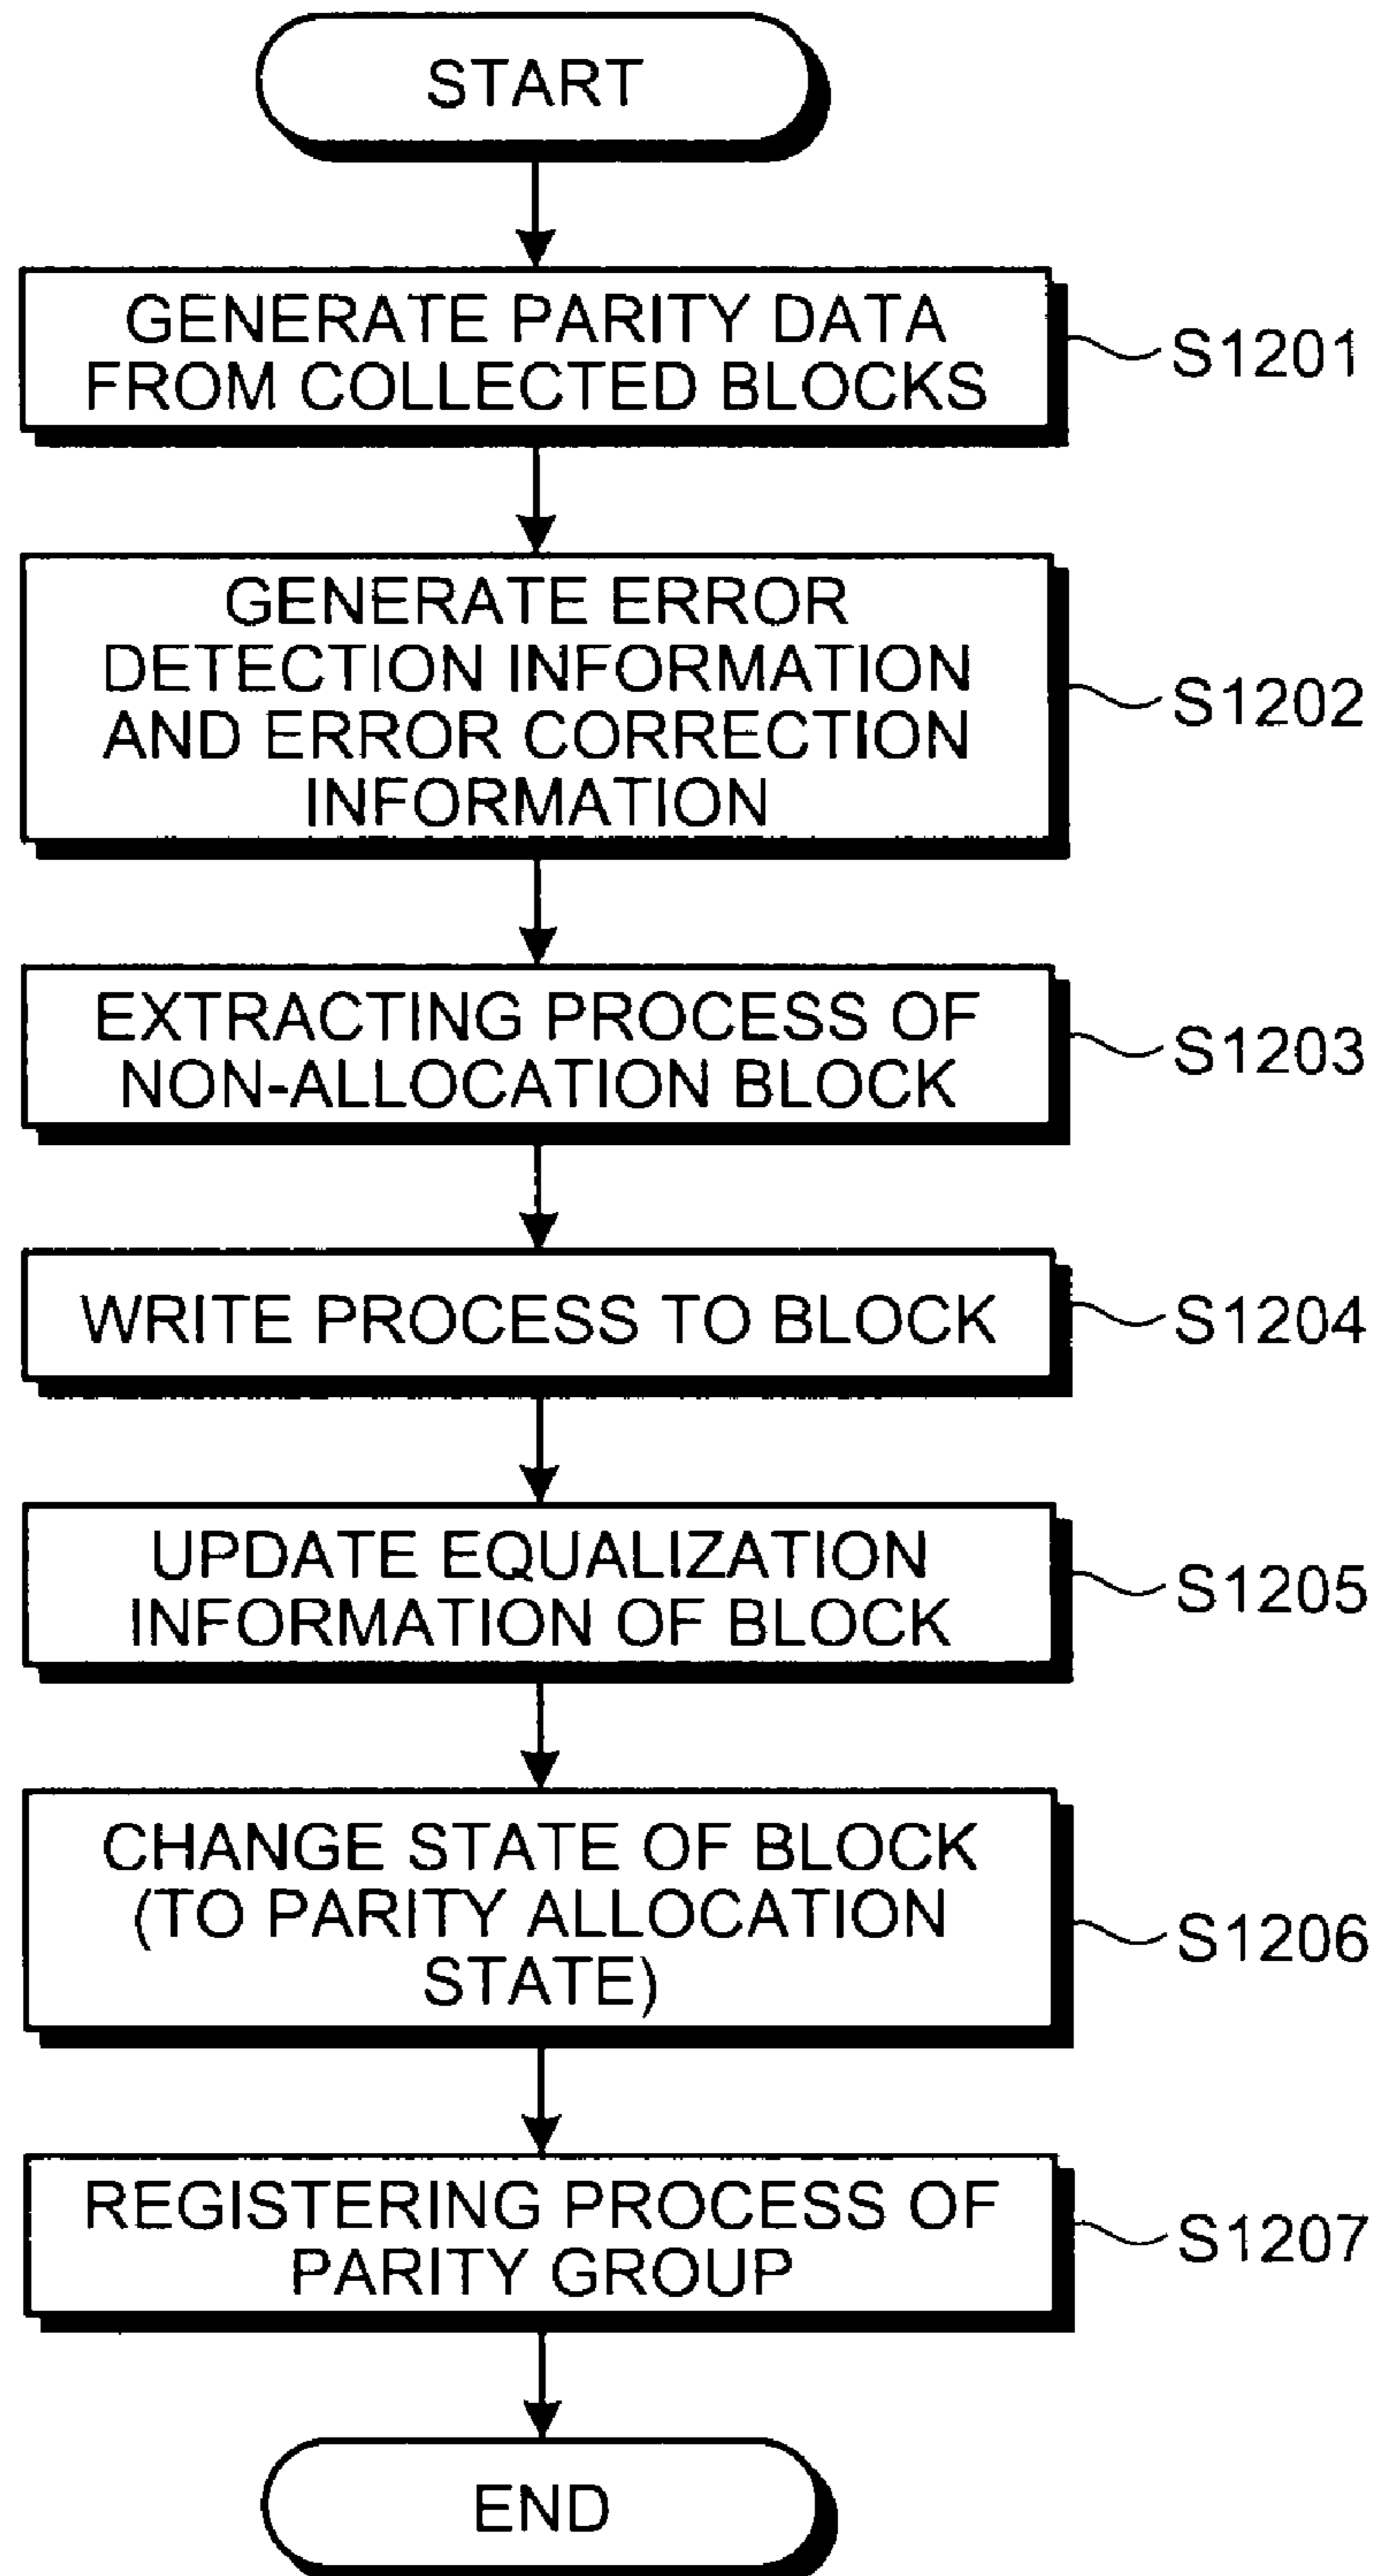 START
GENERATE PARITY DATA
FROM COLLECTED BLOCKS
S1201
GENERATE ERROR
DETECTION INFORMATION
AND ERROR CORRECTION
INFORMATION
S1202
EXTRACTING PROCESS OF
NON-ALLOCATION BLOCK
S1203
WRITE PROCESS TO BLOCK
S1204
UPDATE EQUALIZATION
INFORMATION OF BLOCK
S1205
CHANGE STATE OF BLOCK
(TO PARITY ALLOCATION
STATE)
S1206
REGISTERING PROCESS OF
PARITY GROUP
S1207
END